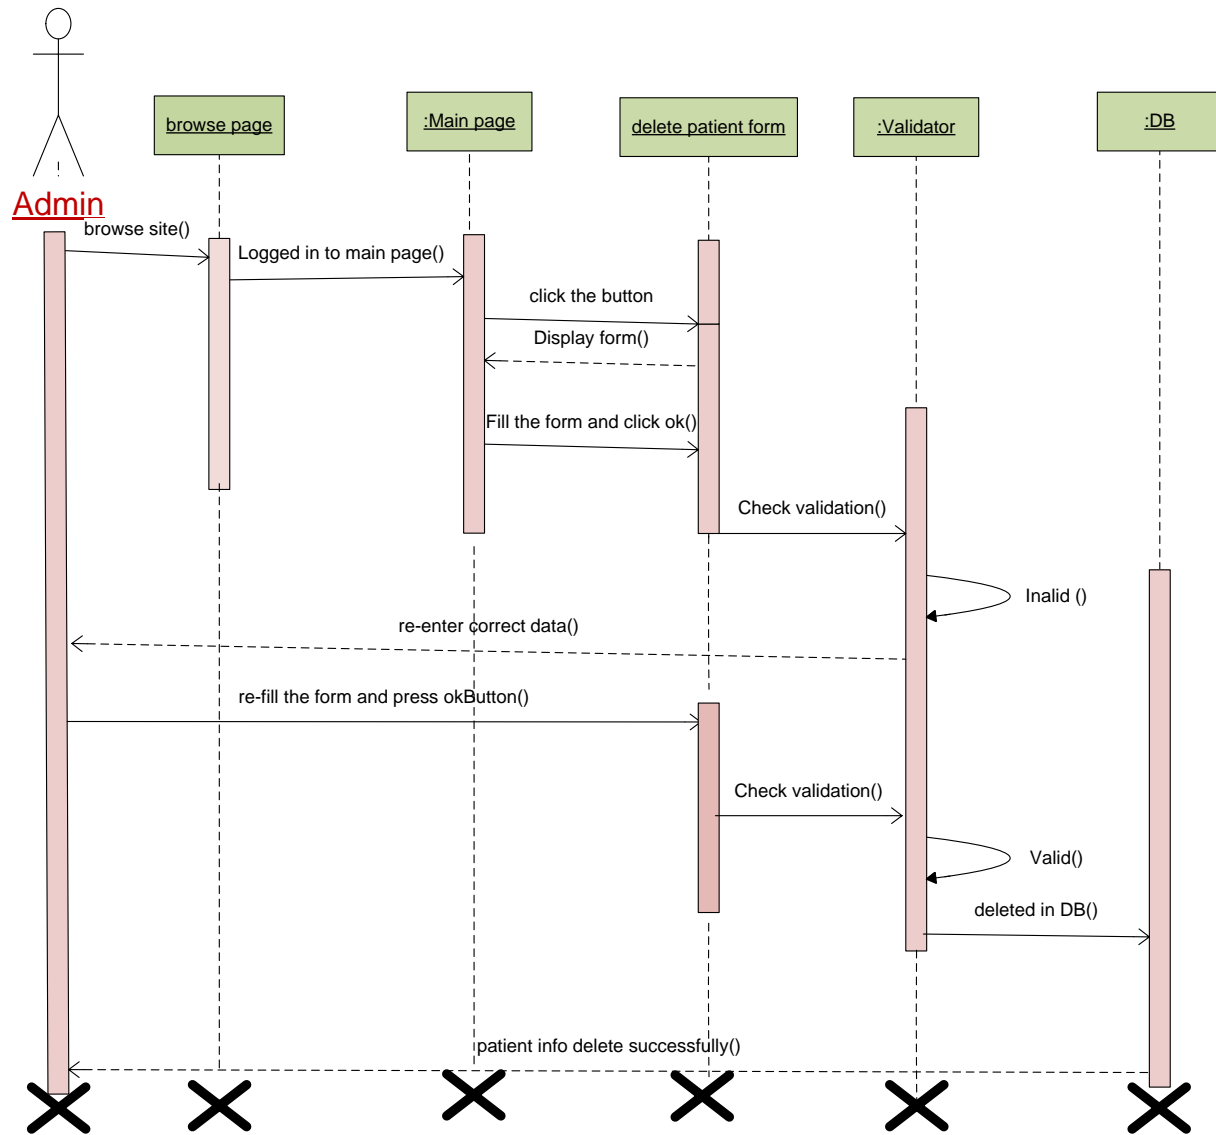 browse page
:Main page
delete patient form
:Validator
:DB
Admin
browse site()
Logged in to main page()
click the button
Display form()
Fill the form and click ok()
Check validation()
Inalid ()
re-enter correct data()
re-fill the form and press okButton()
Check validation()
Valid()
deleted in DB()
patient info delete successfully()